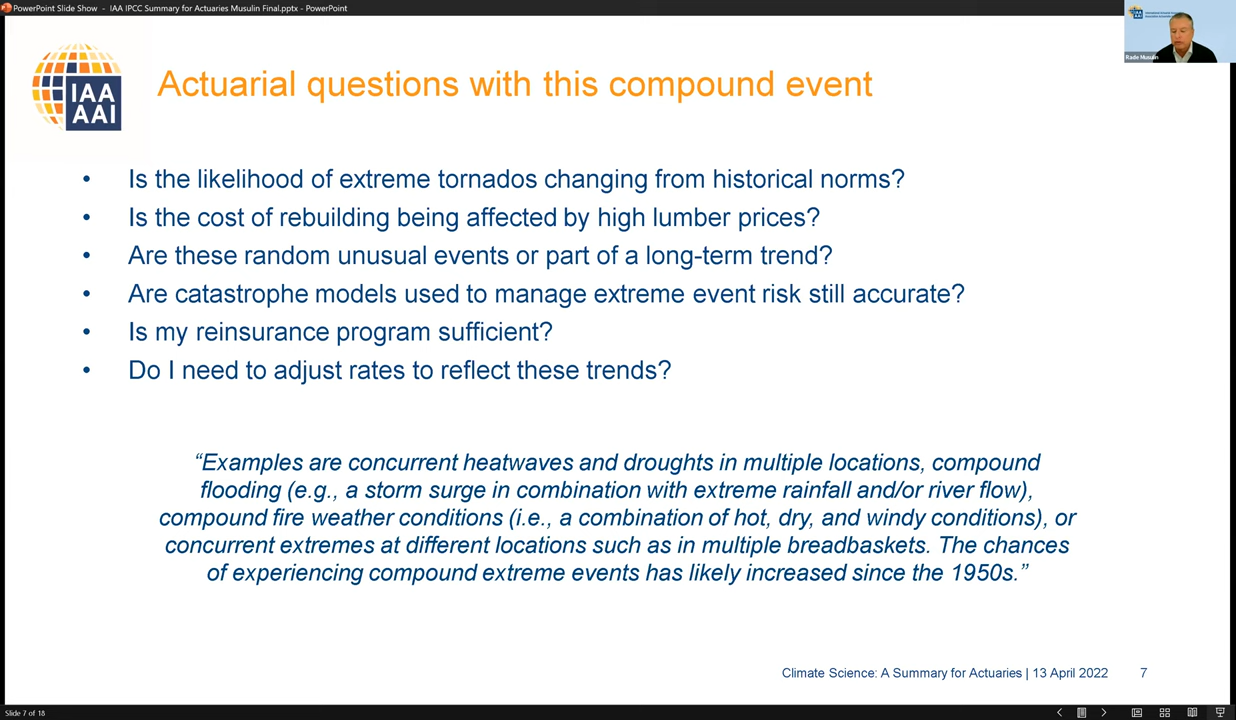 PowerPoint Slide Show - IAA IPCC Summary for Actuaries Musulin Final.pptx - PowerPoint
Rade Musulin
IAA
AAI
Actuarial questions with this compound event
• Is the likelihood of extreme tornados changing from historical norms?
• Is the cost of rebuilding being affected by high lumber prices?
• Are these random unusual events or part of a long-term trend?
• Are catastrophe models used to manage extreme event risk still accurate?
• Is my reinsurance program sufficient?
• Do I need to adjust rates to reflect these trends?
“Examples are concurrent heatwaves and droughts in multiple locations, compound
flooding (e.g., a storm surge in combination with extreme rainfall and/or river flow),
compound fire weather conditions (i.e., a combination of hot, dry, and windy conditions), or
concurrent extremes at different locations such as in multiple breadbaskets. The chances
of experiencing compound extreme events has likely increased since the 1950s.”
Climate Science: A Summary for Actuaries | 13 April 2022 7
Slide 7 of 18